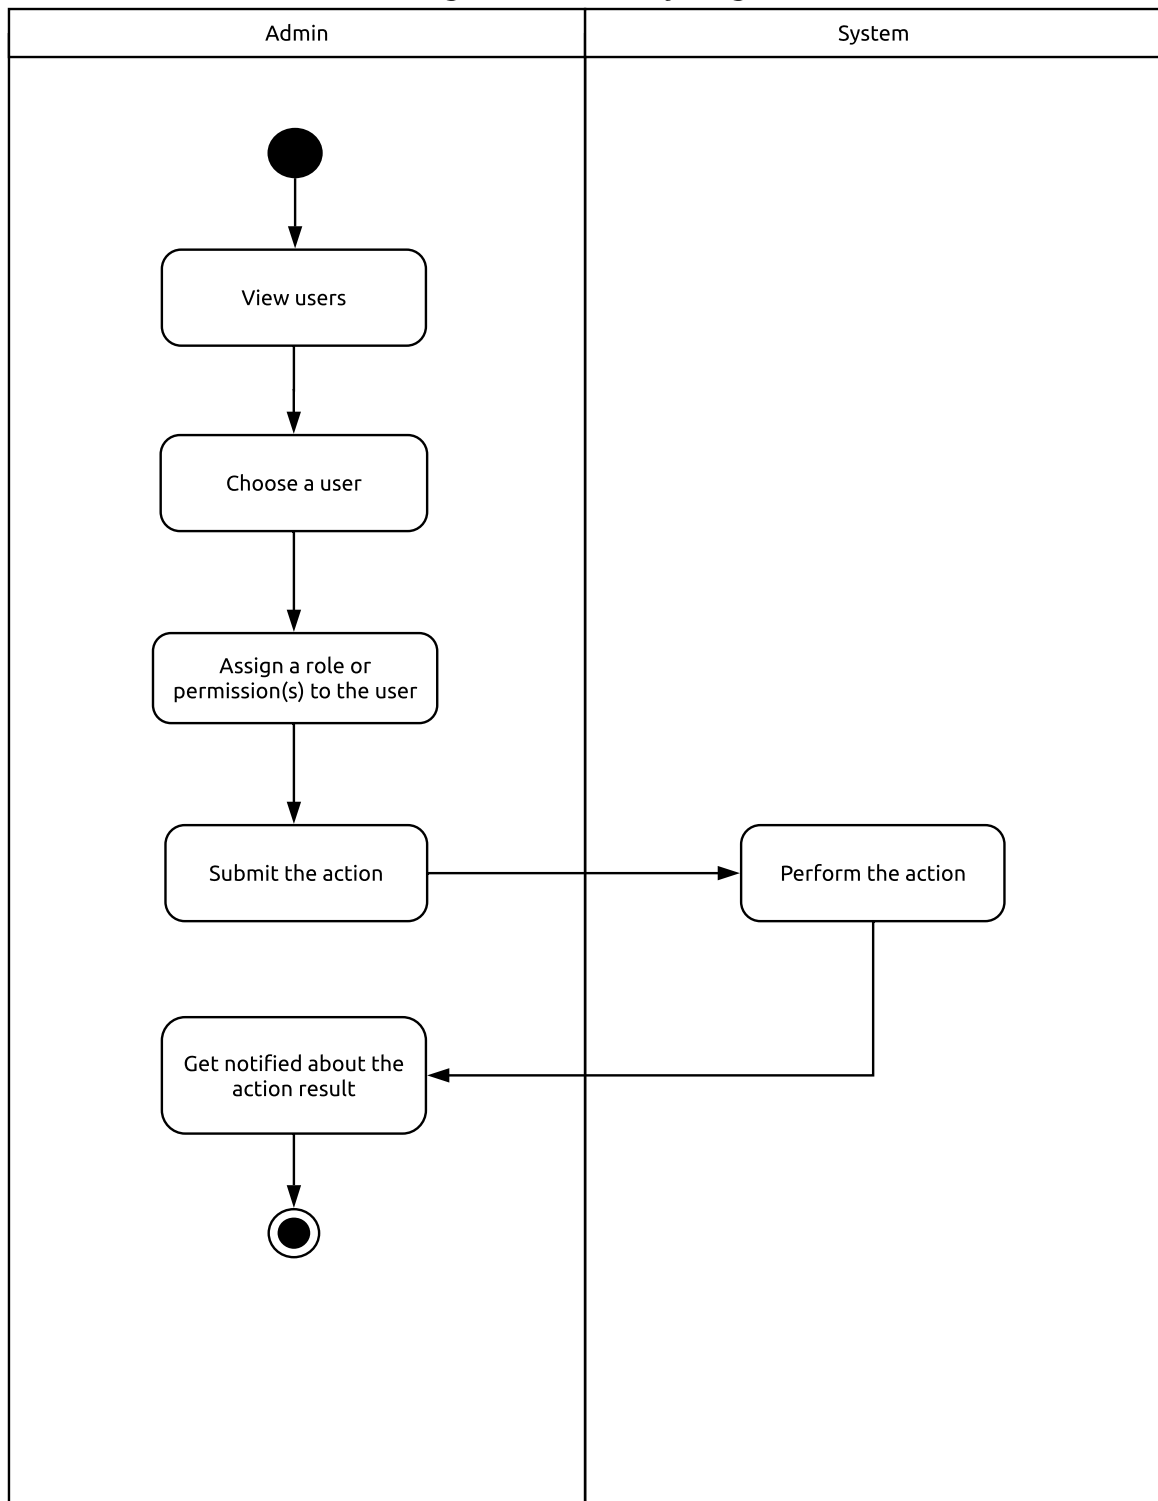 Admin
System
View users
Choose a user
Assign a role or
permission(s) to the user
Submit the action
Perform the action
Get notified about the
action result